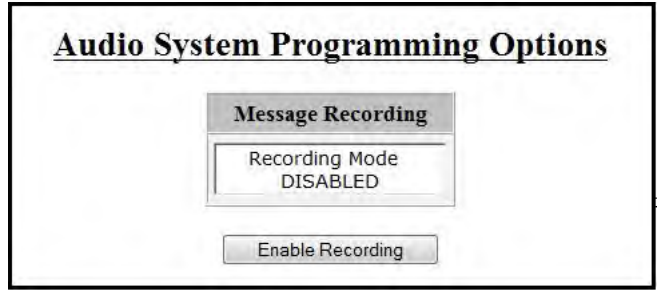 Audio System Programming Options
Message Recording
Recording Mode
DISABLED
Enable Recording